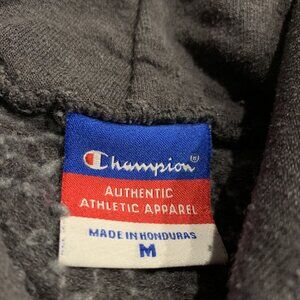 Champion®
AUTHENTIC
ATHLETIC APPAREL
MADE IN HONDURAS
M